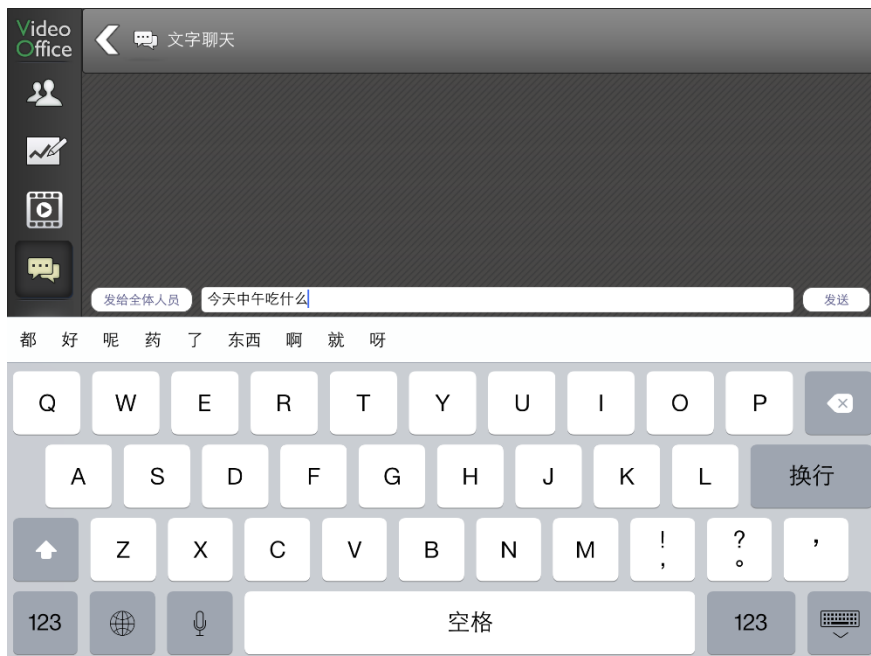 Video
Office
文字聊天
发给全体人员 今天中午吃什么 发送
都 好 呢 药 了 东西 啊 就 呀
Q W E R T Y U I O P
A S D F G H J K L 换行
Z X C V B N M ! , ? 。 ，
123 空格 123